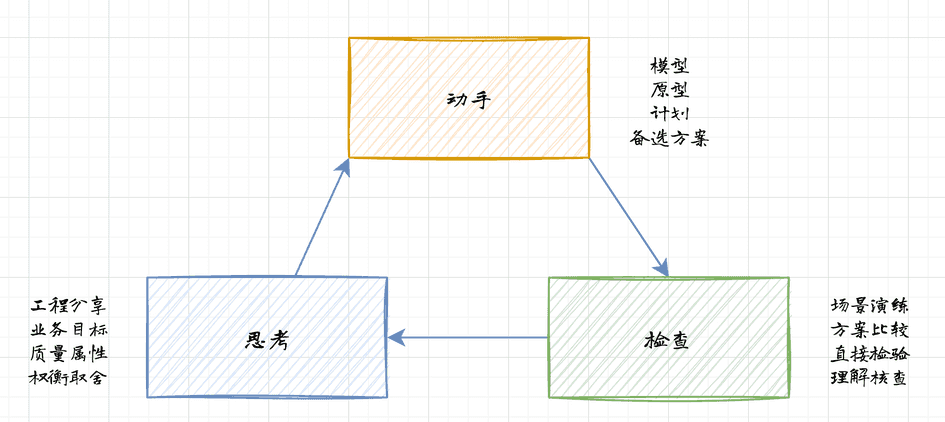 动手
模型
原型
计划
备选方案
工程分享
业务目标
质量属性
权衡取舍
思考
检查
场景演练
方案比较
直接检验
理解核查